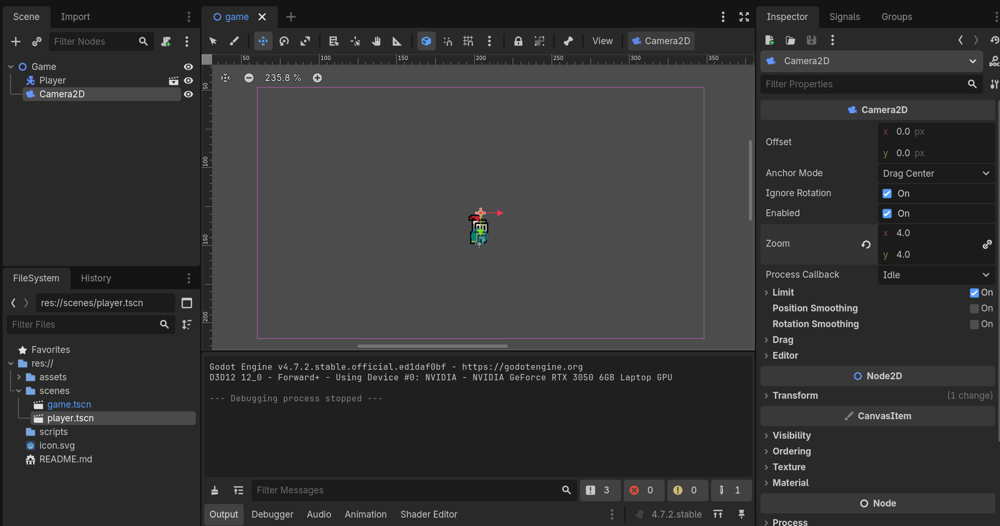 Scene Import
Filter Nodes
Game
Player
Camera2D
FileSystem History
res://scenes/player.tscn
Filter Files
Favorites
res://
assets
scenes
game.tscn
player.tscn
scripts
icon.svg
README.md
game
View Camera2D
50 100 150 200 250 300 350
50
100
150
200
235.8 %
Godot Engine v4.7.2.stable.official.ed1daf0bf - https://godotengine.org
D3D12 12_0 - Forward+ - Using Device #0: NVIDIA - NVIDIA GeForce RTX 3050 6GB Laptop GPU
--- Debugging process stopped ---
Filter Messages 3 0 0 1
Output Debugger Audio Animation Shader Editor 4.7.2.stable
Inspector Signals Groups
Camera2D
DOC
Filter Properties
Camera2D
Offset x 0.0 px
y 0.0 px
Anchor Mode Drag Center
Ignore Rotation On
Enabled On
Zoom x 4.0
y 4.0
Process Callback Idle
Limit On
Position Smoothing On
Rotation Smoothing On
Drag
Editor
Node2D
Transform (1 change)
CanvasItem
Visibility
Ordering
Texture
Material
Node
Process